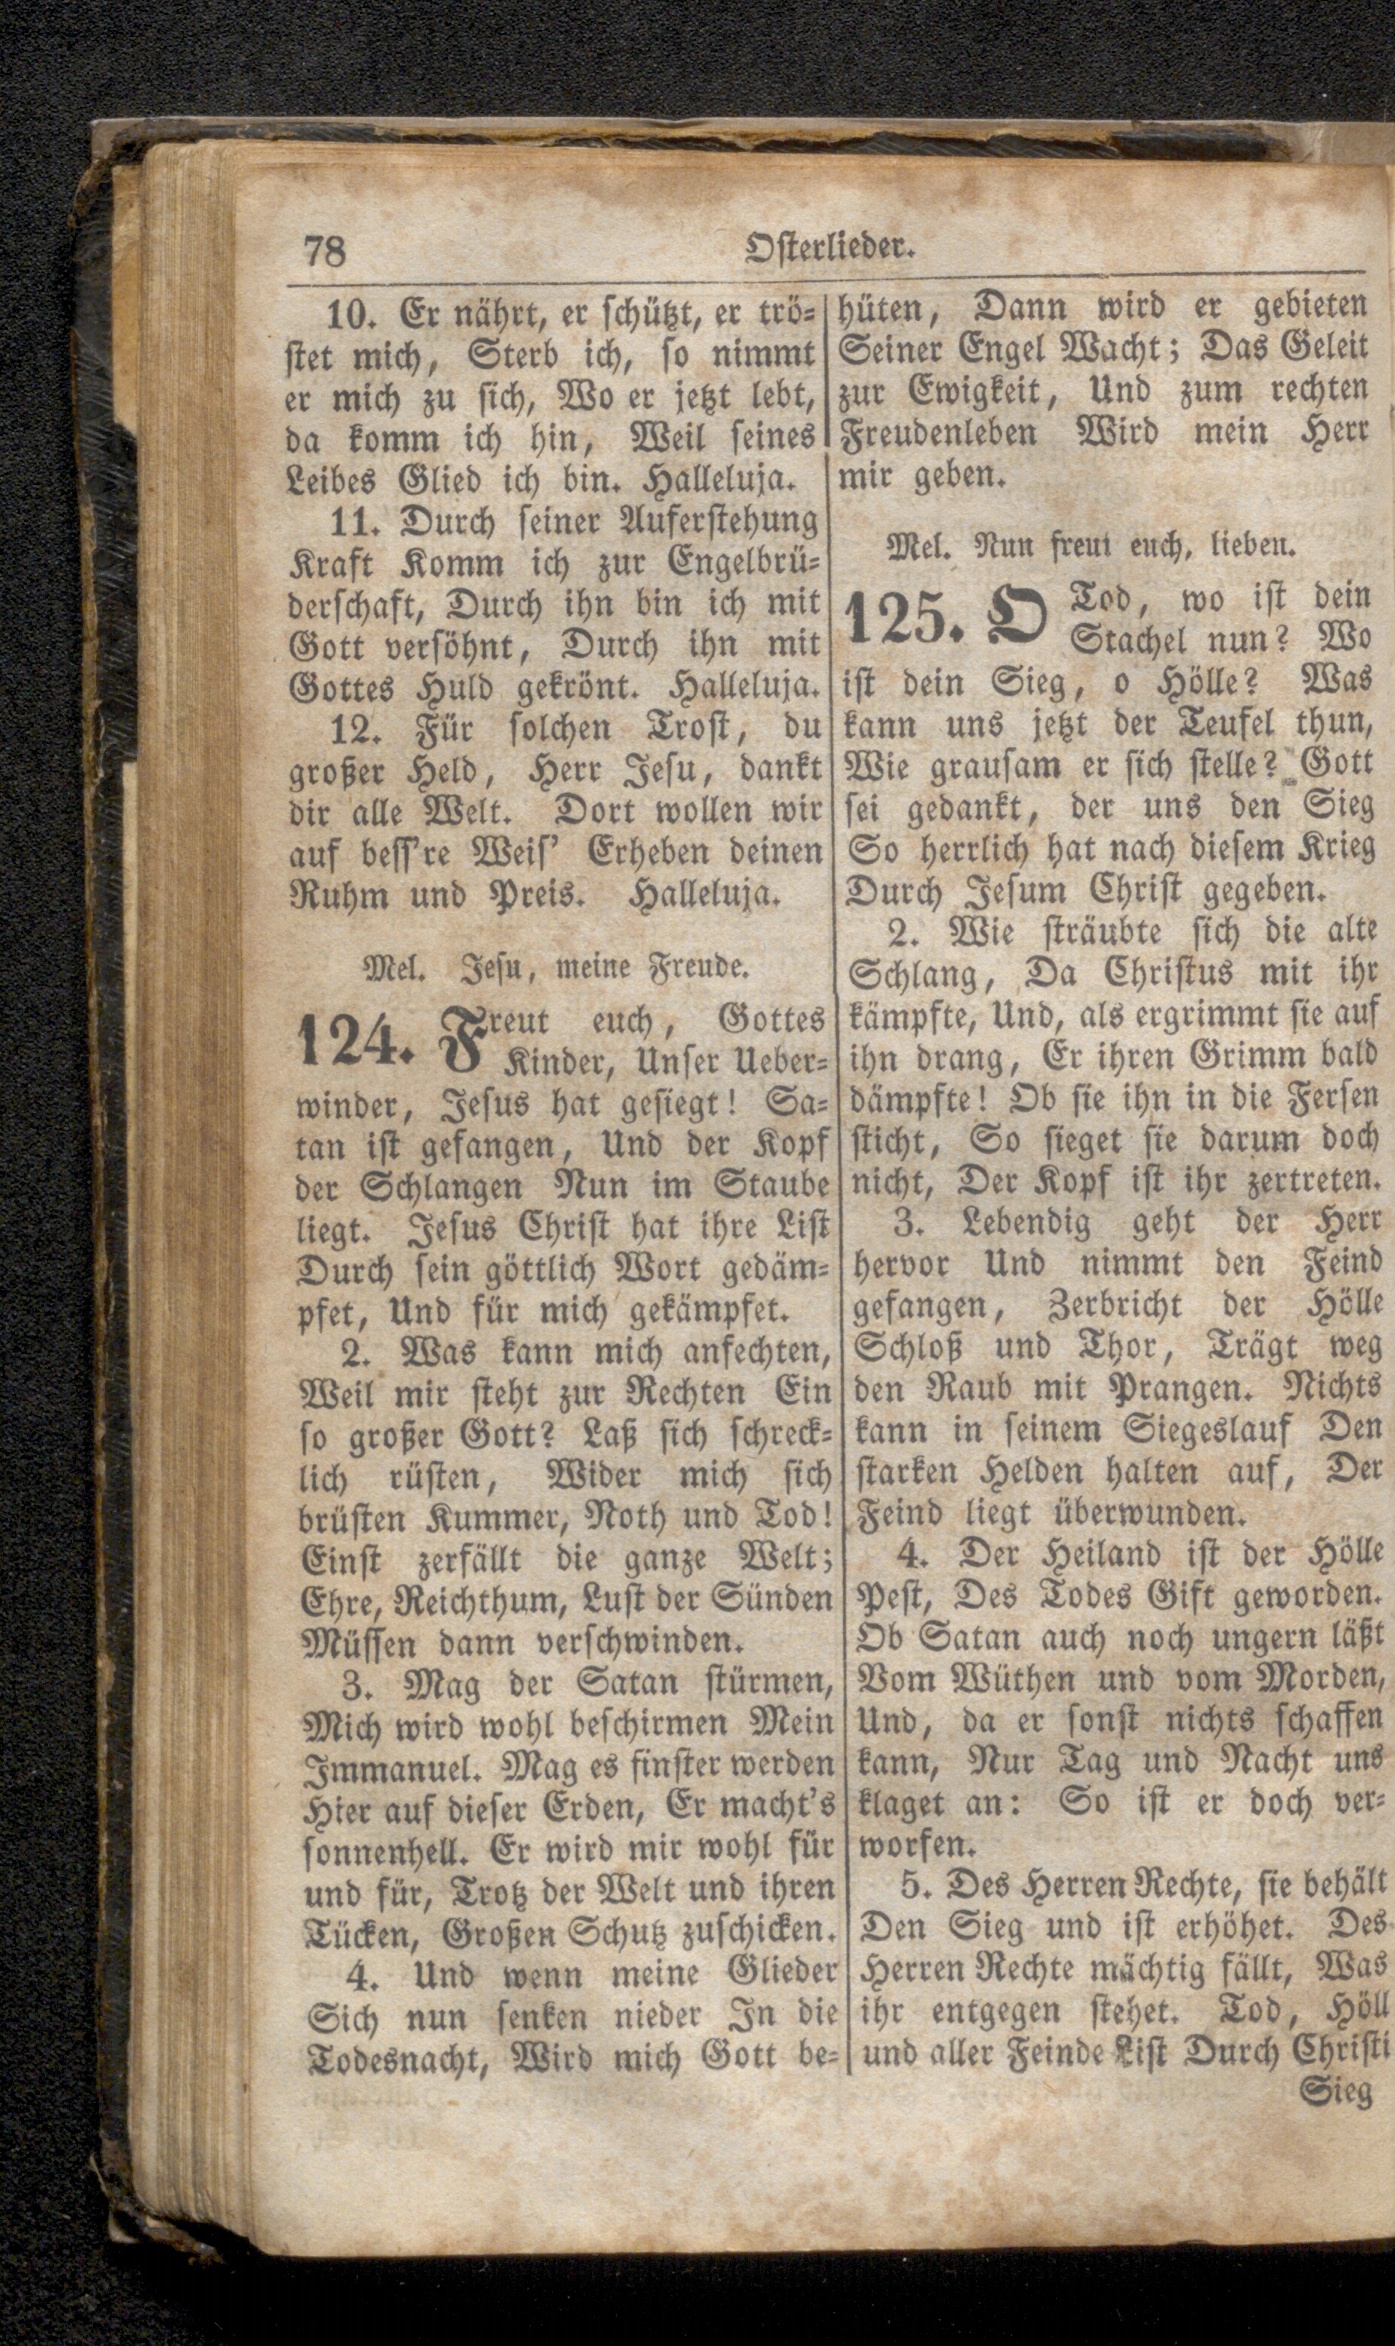 78
Osterlieder.
10. Er nährt, er schützt, er trö-
stet mich, Sterb ich, so nimmt
er mich zu sich, Wo er jetzt lebt,
da komm ich hin, Weil seines
Leibes Glied ich bin. Halleluja.
11. Durch seiner Auferstehung
Kraft Komm ich zur Engelbrü-
derschaft, Durch ihn bin ich mit
Gott versöhnt, Durch ihn mit
Gottes Huld gekrönt. Halleluja.
12. Für solchen Trost, du
großer Held, Herr Jesu, dankt
dir alle Welt. Dort wollen wir
auf bess're Weis' Erheben deinen
Ruhm und Preis. Halleluja.
Mel. Jesu, meine Freude.
124. Freut euch, Gottes
Kinder, Unser Ueber-
winder, Jesus hat gesiegt! Sa-
tan ist gefangen, Und der Kopf
der Schlangen Nun im Staube
liegt. Jesus Christ hat ihre List
Durch sein göttlich Wort gedäm-
pfet, Und für mich gekämpfet.
2. Was kann mich anfechten,
Weil mir steht zur Rechten Ein
so großer Gott? Laß sich schreck-
lich rüsten, Wider mich sich
brüsten Kummer, Noth und Tod!
Einst zerfällt die ganze Welt;
Ehre, Reichthum, Lust der Sünden
Müssen dann verschwinden.
3. Mag der Satan stürmen,
Mich wird wohl beschirmen Mein
Immanuel. Mag es finster werden
Hier auf dieser Erden, Er macht's
sonnenhell. Er wird mir wohl für
und für, Trotz der Welt und ihren
Tücken, Großen Schutz zuschicken.
4. Und wenn meine Glieder
Sich nun senken nieder In die
Todesnacht, Wird mich Gott be-
hüten, Dann wird er gebieten
Seiner Engel Wacht; Das Geleit
zur Ewigkeit, Und zum rechten
Freudenleben Wird mein Herr
mir geben.
Mel. Nun freut euch, lieben.
125. O Tod, wo ist dein
Stachel nun? Wo
ist dein Sieg, o Hölle? Was
kann uns jetzt der Teufel thun,
Wie grausam er sich stelle? Gott
sei gedankt, der uns den Sieg
So herrlich hat nach diesem Krieg
Durch Jesum Christ gegeben.
2. Wie sträubte sich die alte
Schlang, Da Christus mit ihr
kämpfte, Und, als ergrimmt sie auf
ihn drang, Er ihren Grimm bald
dämpfte! Ob sie ihn in die Fersen
sticht, So sieget sie darum doch
nicht, Der Kopf ist ihr zertreten.
3. Lebendig geht der Herr
hervor Und nimmt den Feind
gefangen, Zerbricht der Hölle
Schloß und Thor, Trägt weg
den Raub mit Prangen. Nichts
kann in seinem Siegeslauf Den
starken Helden halten auf, Der
Feind liegt überwunden.
4. Der Heiland ist der Hölle
Pest, Des Todes Gift geworden.
Ob Satan auch noch ungern läßt
Vom Wüthen und vom Morden,
Und, da er sonst nichts schaffen
kann, Nur Tag und Nacht uns
klaget an: So ist er doch ver-
worfen.
5. Des Herren Rechte, sie behält
Den Sieg und ist erhöhet. Des
Herren Rechte mächtig fällt, Was
ihr entgegen stehet. Tod, Höll
und aller Feinde List Durch Christi
Sieg